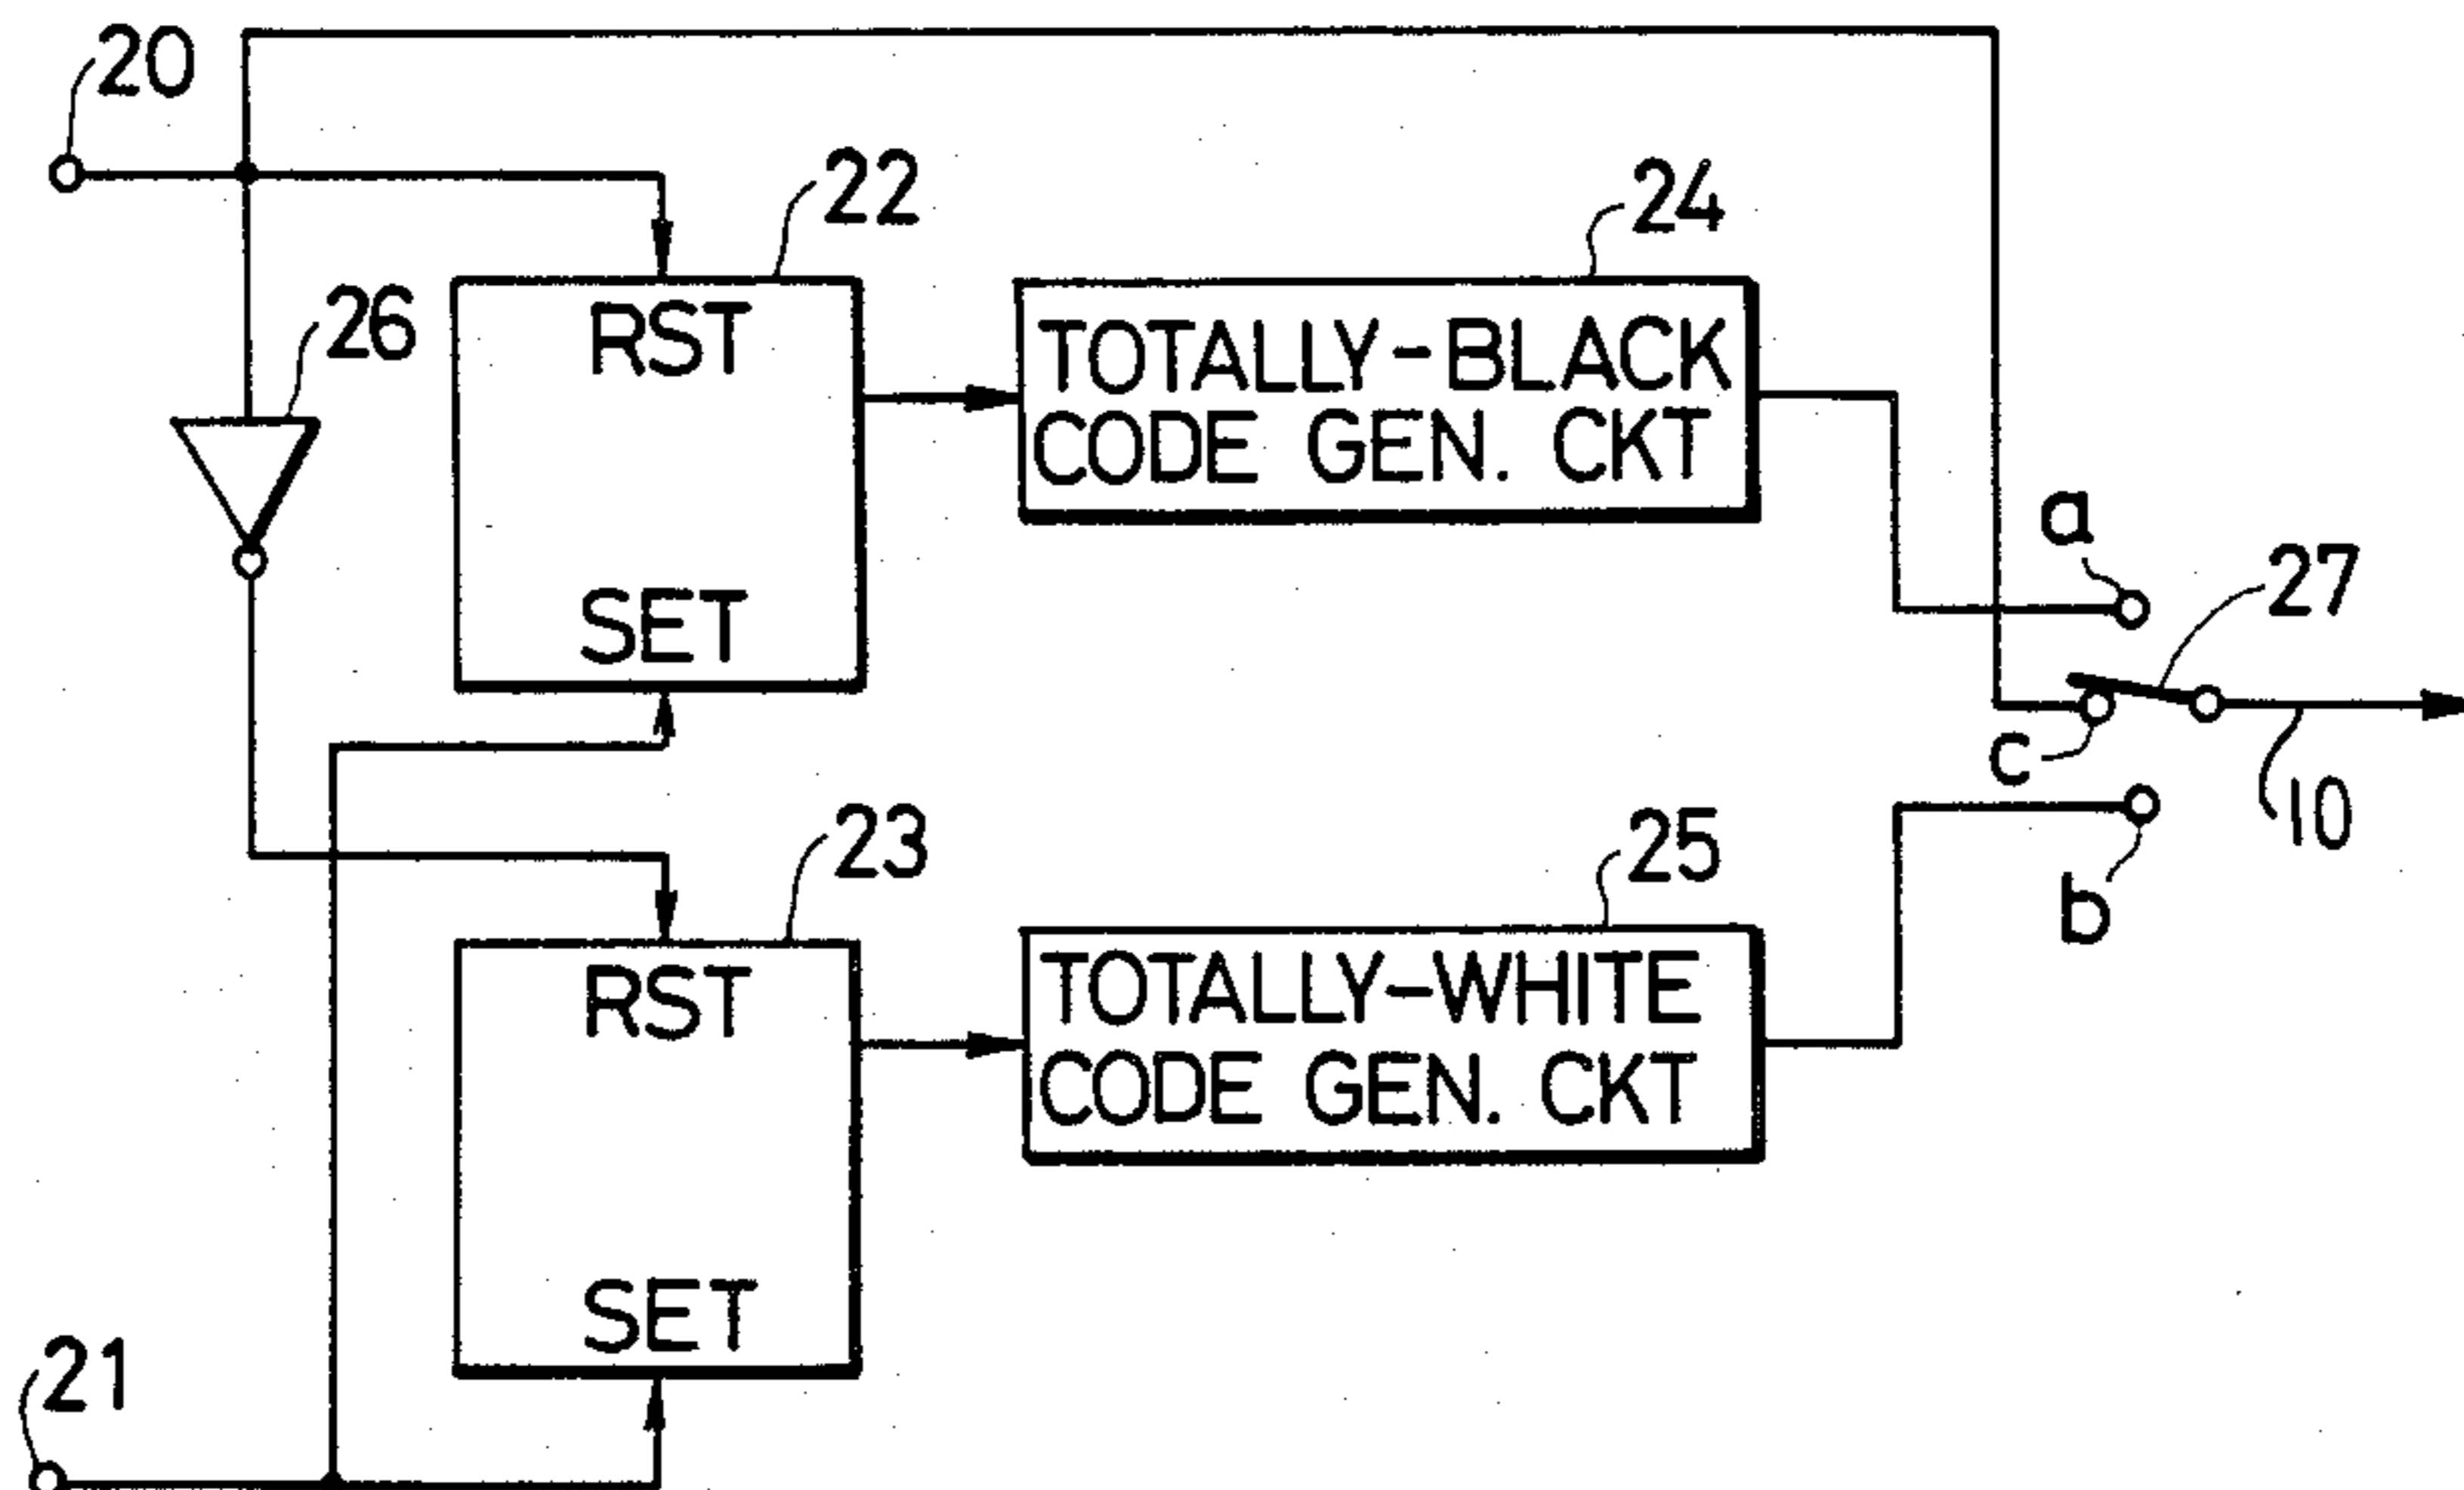 20
22
24
26
RST
TOTALLY-BLACK
CODE GEN. CKT
SET
a
27
c
10
b
23
25
RST
TOTALLY-WHITE
CODE GEN. CKT
SET
21